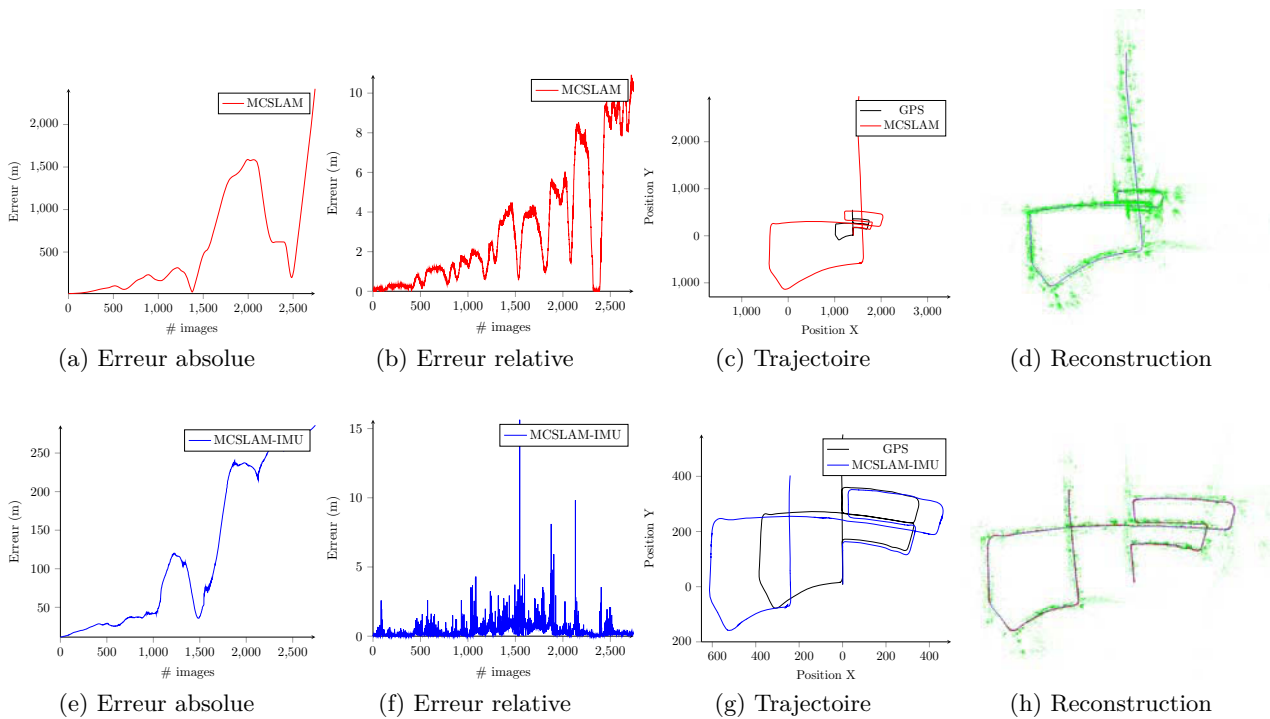 MCSLAM
2,000
1,500
1,000
500
Erreur (m)
0 500 1,000 1,500 2,000 2,500
# images
(a) Erreur absolue
MCSLAM
10
8
6
4
2
0
Erreur (m)
0 500 1,000 1,500 2,000 2,500
# images
(b) Erreur relative
GPS
MCSLAM
2,000
1,000
0
1,000
Position Y
1,000 0 1,000 2,000 3,000
Position X
(c) Trajectoire
(d) Reconstruction
MCSLAM-IMU
250
200
150
100
50
Erreur (m)
0 500 1,000 1,500 2,000 2,500
# images
(e) Erreur absolue
MCSLAM-IMU
15
10
5
0
Erreur (m)
0 500 1,000 1,500 2,000 2,500
# images
(f) Erreur relative
GPS
MCSLAM-IMU
400
200
0
200
Position Y
600 400 200 0 200 400
Position X
(g) Trajectoire
(h) Reconstruction